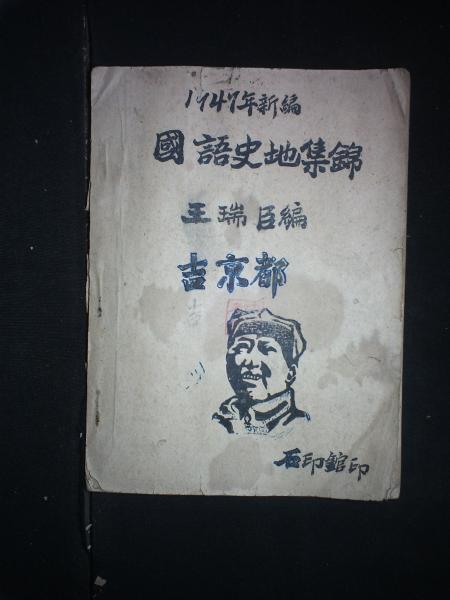 1947年新編
國語史地集錦
王瑞臣編
吉京都
吉
石印館印